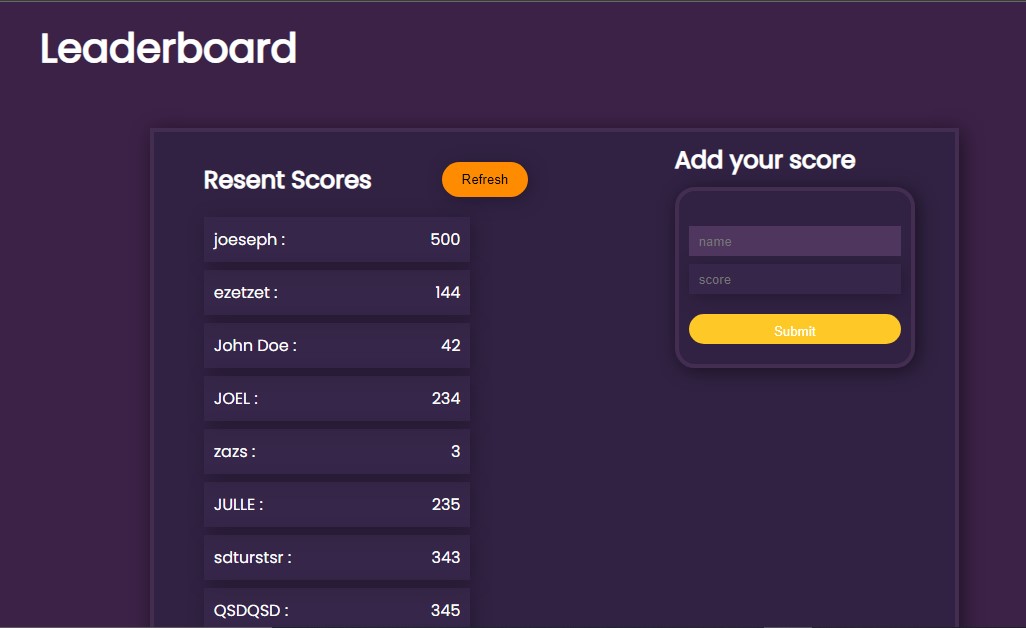 Leaderboard
Resent Scores
Refresh
joeseph : 500
ezetzet : 144
John Doe : 42
JOEL : 234
zazs : 3
JULLE : 235
sdturstsr : 343
QSDQSD : 345
Add your score
name
score
Submit